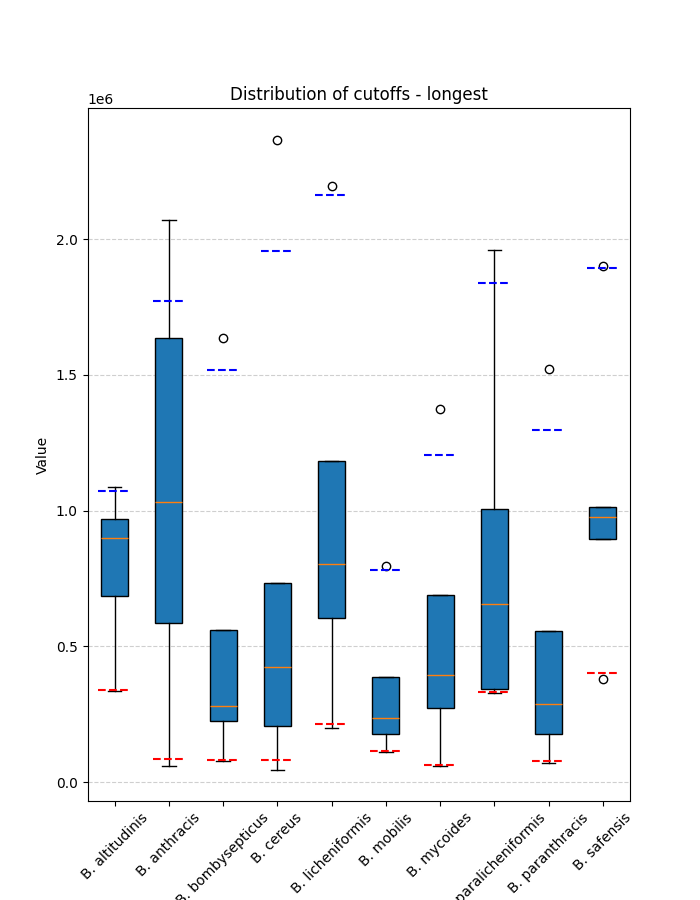 Distribution of cutoffs - longest
1e6
Value
2.0
1.5
1.0
0.5
0.0
B. altitudinis
B. anthracis
B. bombysepticus
B. cereus
B. licheniformis
B. mobilis
B. mycoides
paralicheniformis
B. paranthracis
B. safensis